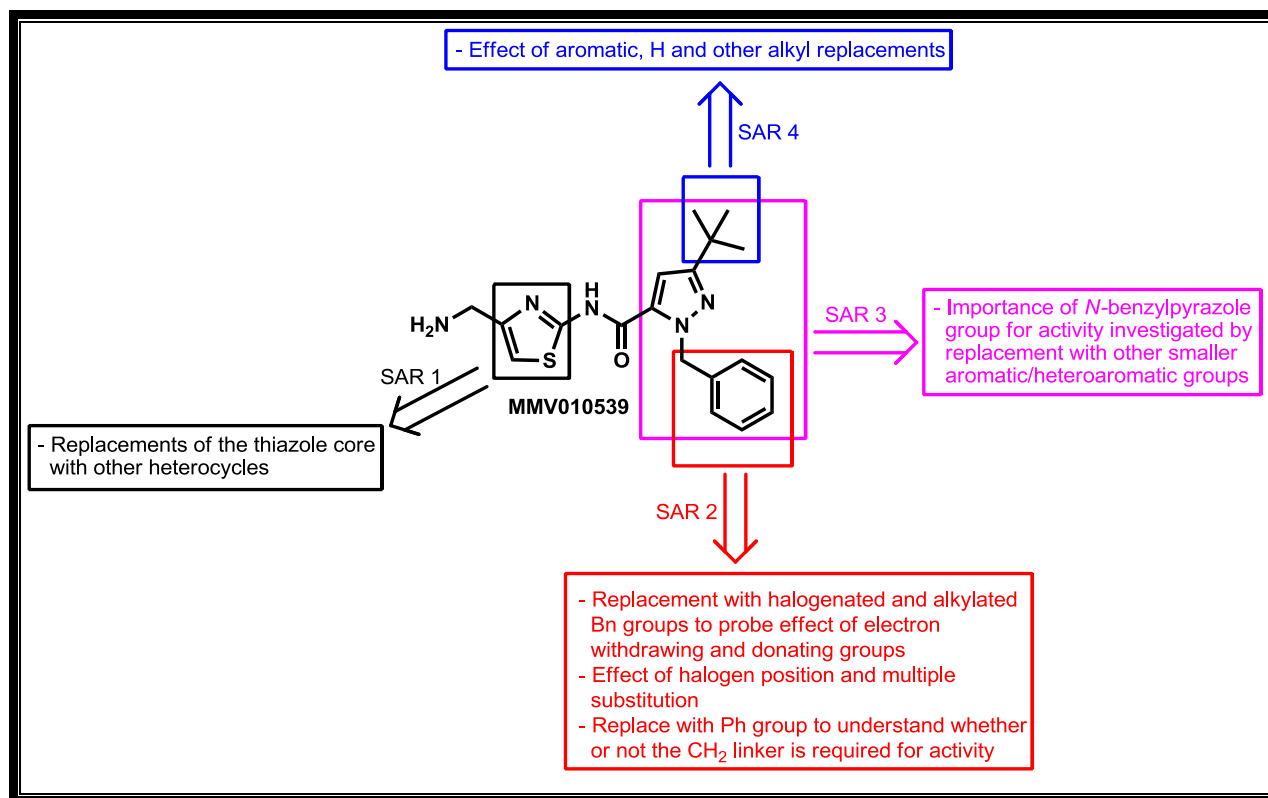 - Effect of aromatic, H and other alkyl replacements
SAR 4
N
H
N
H₂N
S
O
N
N
SAR 3
- Importance of N-benzylpyrazole
group for activity investigated by
replacement with other smaller
aromatic/heteroaromatic groups
SAR 1
MMV010539
- Replacements of the thiazole core
with other heterocycles
SAR 2
- Replacement with halogenated and alkylated
Bn groups to probe effect of electron
withdrawing and donating groups
- Effect of halogen position and multiple
substitution
- Replace with Ph group to understand whether
or not the CH₂ linker is required for activity